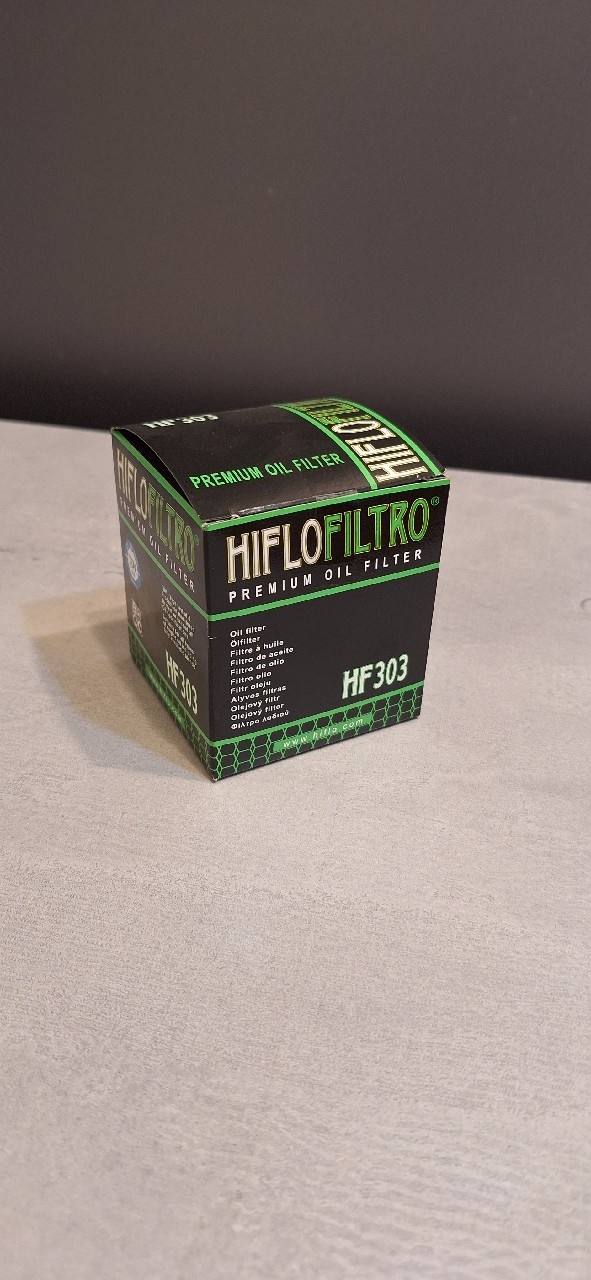 HF303
PREMIUM OIL FILTER
HIFLO
HIFLOFILTRO
PREMIUM OIL FILTER
HF303
HIFLOFILTRO®
PREMIUM OIL FILTER
Oil filter
Ölfilter
Filtre à huile
Filtro de aceite
Filtro de olio
Filtro olio
Filtr oleju
Alyvos filtras
Olejový filtr
Olejový filter
Φίλτρο λαδιού
HF303
www.hiflo.com